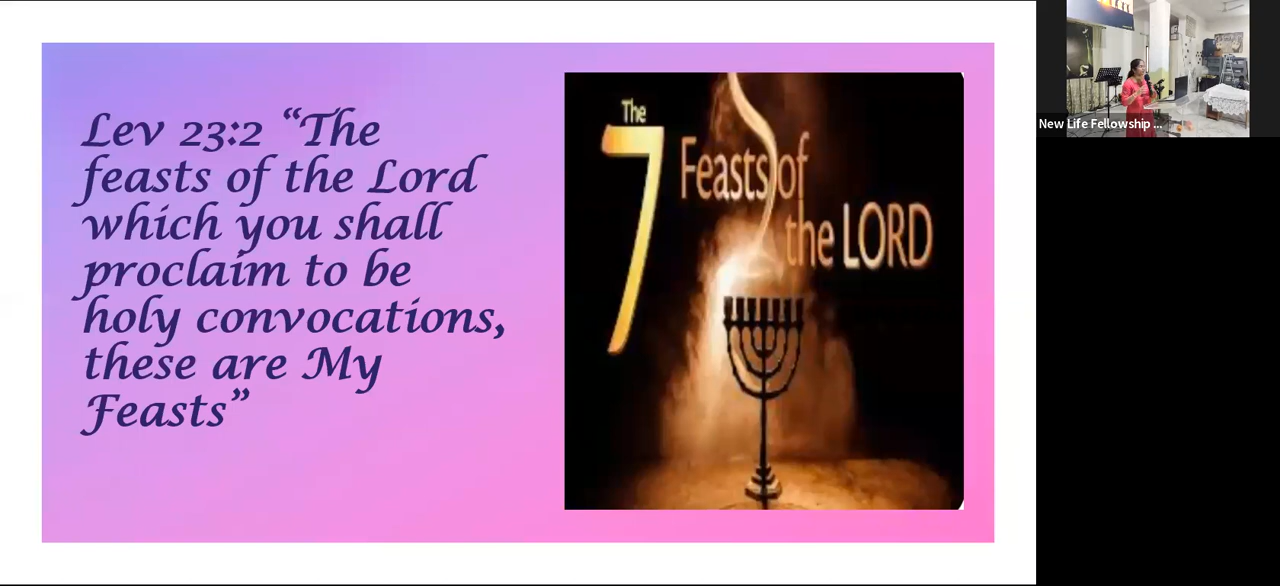 Lev 23:2 “The
feasts of the Lord
which you shall
proclaim to be
holy convocations,
these are My
Feasts”
The
7 Feasts of
the LORD
New Life Fellowship ...